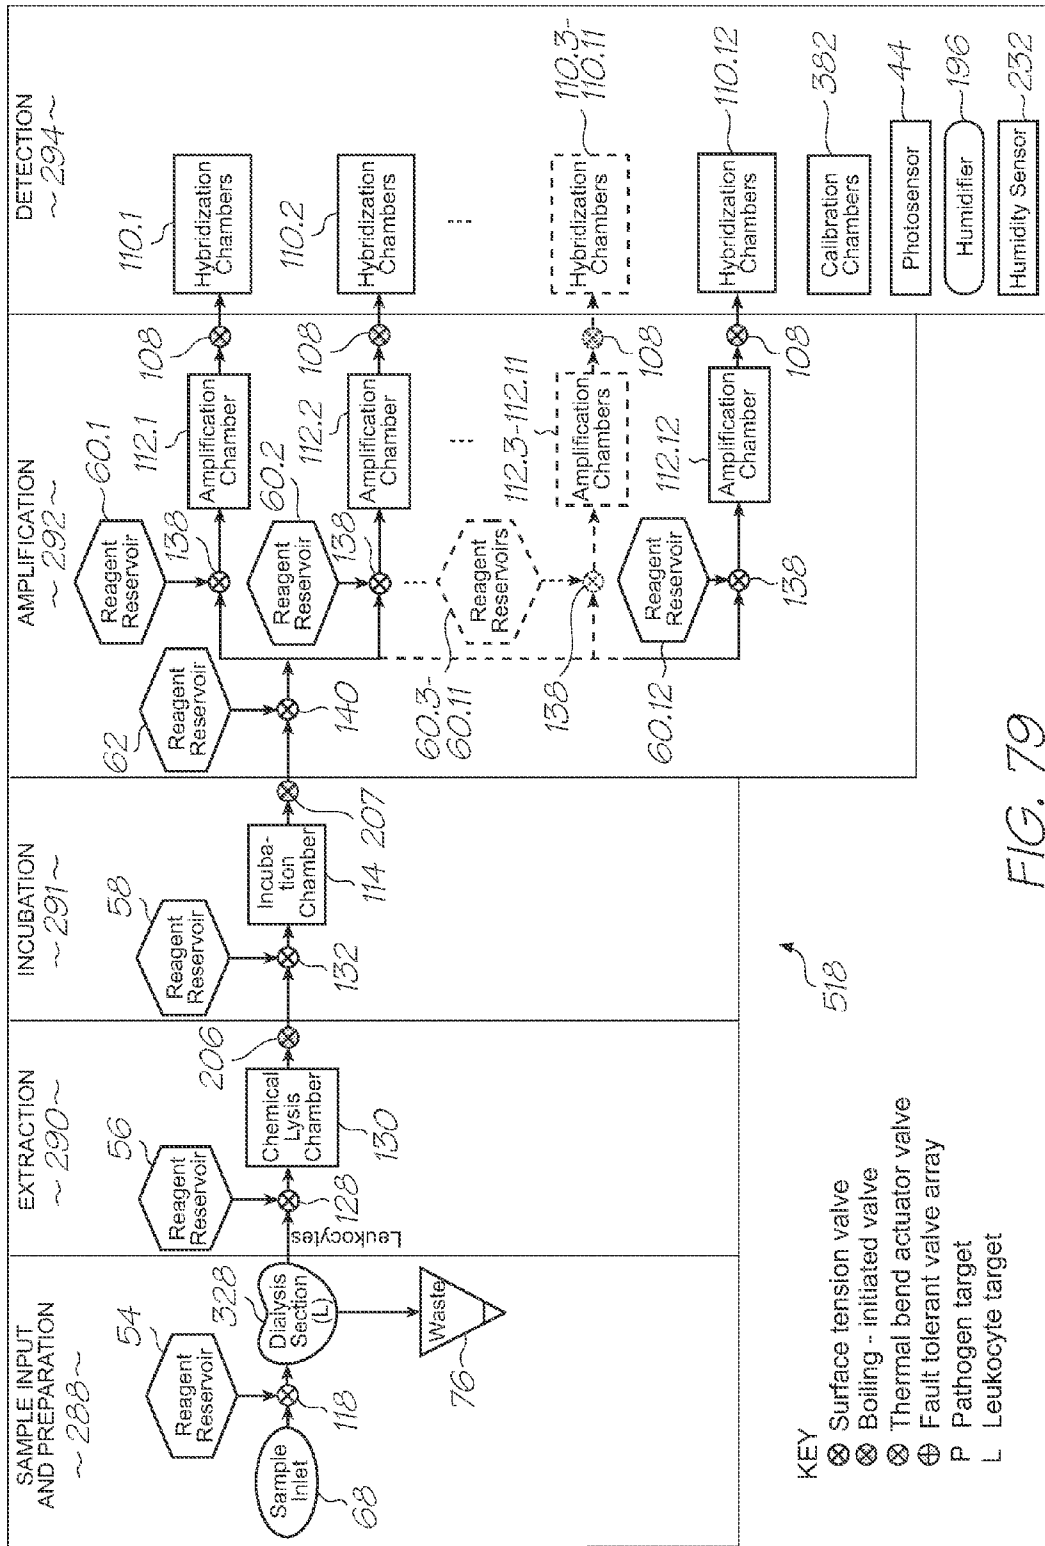 SAMPLE INPUT
AND PREPARATION
~288~
EXTRACTION
~290~
INCUBATION
~291~
AMPLIFICATION
~292~
DETECTION
~294~
54
Reagent
Reservoir
Sample
Inlet
68
118
328
Dialysis
Section
(L)
Waste
76
Leukocytes
56
Reagent
Reservoir
128
Chemical
Lysis
Chamber
130
206
58
Reagent
Reservoir
132
Incuba-
tion
Chamber
114
207
62
Reagent
Reservoir
140
60.1
Reagent
Reservoir
138
112.1
Amplification
Chamber
108
110.1
Hybridization
Chambers
60.2
Reagent
Reservoir
138
112.2
Amplification
Chamber
108
110.2
Hybridization
Chambers
60.3-
60.11
Reagent
Reservoirs
138
112.3-112.11
Amplification
Chambers
108
110.3-
110.11
Hybridization
Chambers
60.12
Reagent
Reservoir
138
112.12
Amplification
Chamber
108
110.12
Hybridization
Chambers
Calibration
Chambers
382
Photosensor
44
Humidifier
196
Humidity Sensor
232
518
KEY
Surface tension valve
Boiling - initiated valve
Thermal bend actuator valve
Fault tolerant valve array
P Pathogen target
L Leukocyte target
FIG. 79